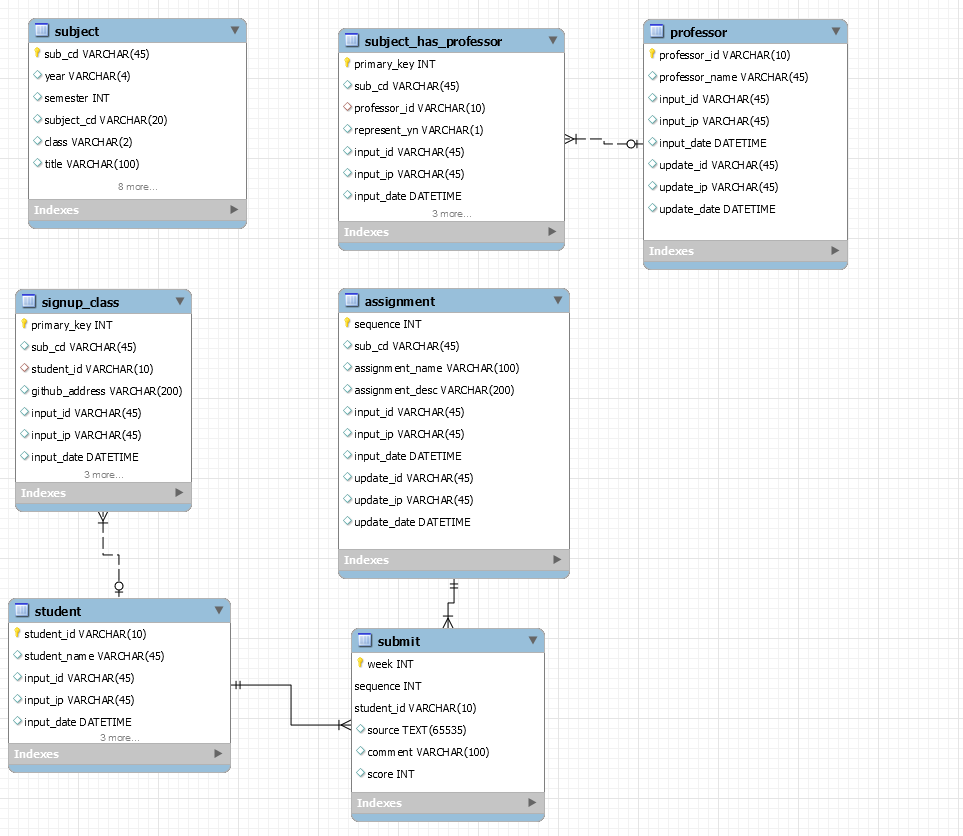 subject
sub_cd VARCHAR(45)
year VARCHAR(4)
semester INT
subject_cd VARCHAR(20)
class VARCHAR(2)
title VARCHAR(100)
8 more...
Indexes
subject_has_professor
primary_key INT
sub_cd VARCHAR(45)
professor_id VARCHAR(10)
represent_yn VARCHAR(1)
input_id VARCHAR(45)
input_ip VARCHAR(45)
input_date DATETIME
3 more...
Indexes
professor
professor_id VARCHAR(10)
professor_name VARCHAR(45)
input_id VARCHAR(45)
input_ip VARCHAR(45)
input_date DATETIME
update_id VARCHAR(45)
update_ip VARCHAR(45)
update_date DATETIME
Indexes
signup_class
primary_key INT
sub_cd VARCHAR(45)
student_id VARCHAR(10)
github_address VARCHAR(200)
input_id VARCHAR(45)
input_ip VARCHAR(45)
input_date DATETIME
3 more...
Indexes
assignment
sequence INT
sub_cd VARCHAR(45)
assignment_name VARCHAR(100)
assignment_desc VARCHAR(200)
input_id VARCHAR(45)
input_ip VARCHAR(45)
input_date DATETIME
update_id VARCHAR(45)
update_ip VARCHAR(45)
update_date DATETIME
Indexes
student
student_id VARCHAR(10)
student_name VARCHAR(45)
input_id VARCHAR(45)
input_ip VARCHAR(45)
input_date DATETIME
3 more...
Indexes
submit
week INT
sequence INT
student_id VARCHAR(10)
source TEXT(65535)
comment VARCHAR(100)
score INT
Indexes